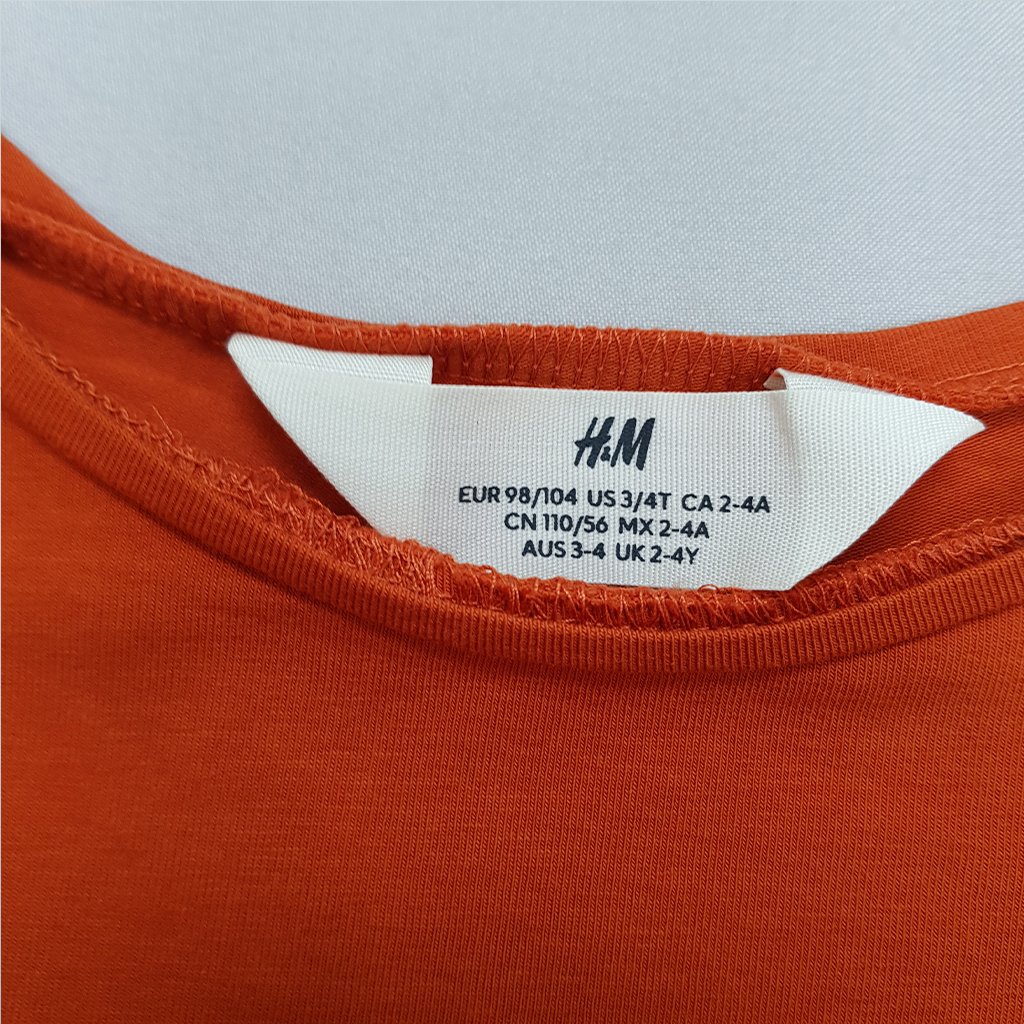 H&M
EUR 98/104 US 3/4T CA 2-4A
CN 110/56 MX 2-4A
AUS 3-4 UK 2-4Y